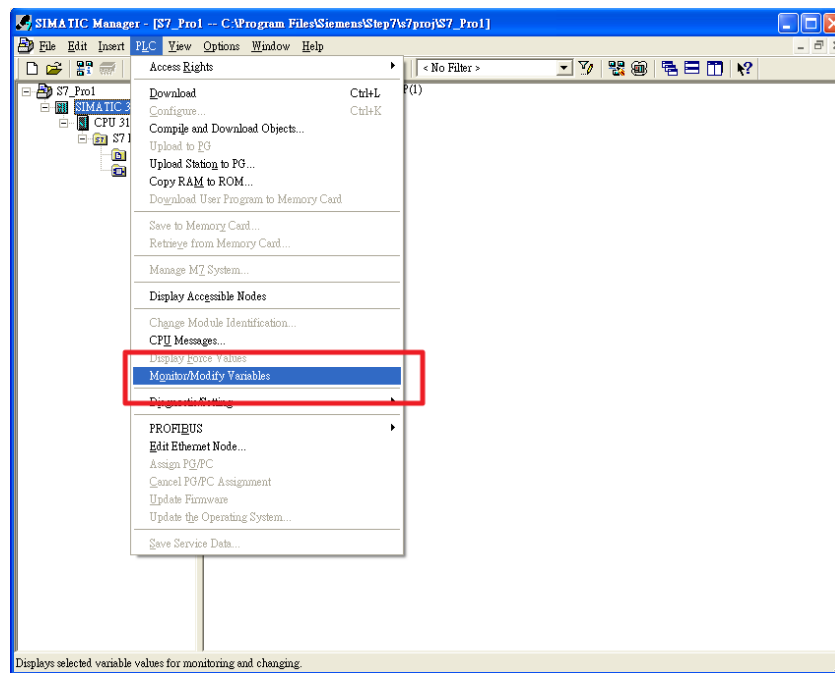 SIMATIC Manager - [S7_Pro1 -- C:\Program Files\Siemens\Step7\s7proj\S7_Pro1]
File Edit Insert PLC View Options Window Help
< No Filter >
Access Rights
Download Ctrl+L
Configure... Ctrl+K
Compile and Download Objects...
Upload to PG
Upload Station to PG...
Copy RAM to ROM...
Download User Program to Memory Card
Save to Memory Card...
Retrieve from Memory Card...
Manage M7 System...
Display Accessible Nodes
Change Module Identification...
CPU Messages...
Display Force Values
Monitor/Modify Variables
Diagnostic/Setting
PROFIBUS
Edit Ethernet Node...
Assign PG/PC
Cancel PG/PC Assignment
Update Firmware
Update the Operating System...
Save Service Data...
S7_Pro1
SIMATIC 3
CPU 31
S7
P(1)
Displays selected variable values for monitoring and changing.